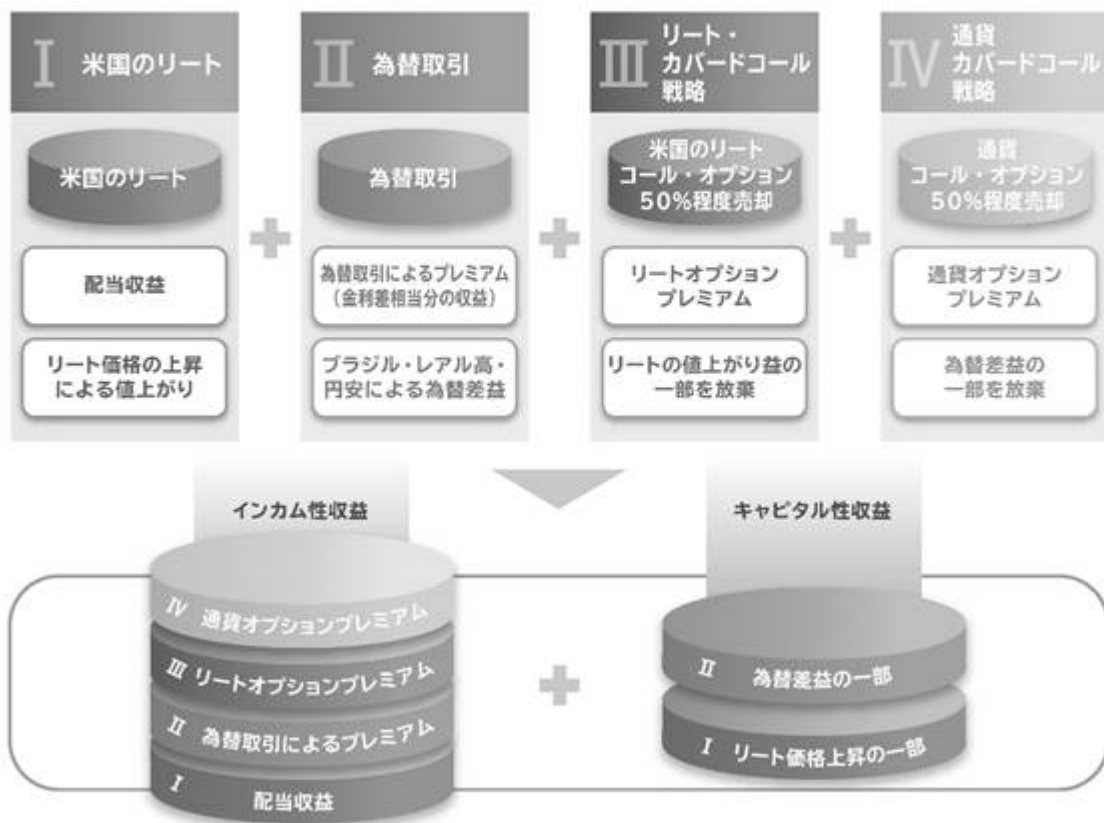 I 米国のリート
II 為替取引
III リート・
カバードコール
戦略
IV 通貨
カバードコール
戦略
米国のリート
為替取引
米国のリート
コール・オプション
50%程度売却
通貨
コール・オプション
50%程度売却
配当収益
為替取引によるプレミアム
(金利差相当分の収益)
リートオプション
プレミアム
通貨オプション
プレミアム
リート価格の上昇
による値上がり
ブラジル・レアル高・
円安による為替差益
リートの値上がり益の
一部を放棄
為替差益の
一部を放棄
インカム性収益
IV 通貨オプションプレミアム
III リートオプションプレミアム
II 為替取引によるプレミアム
I 配当収益
キャピタル性収益
II 為替差益の一部
I リート価格上昇の一部